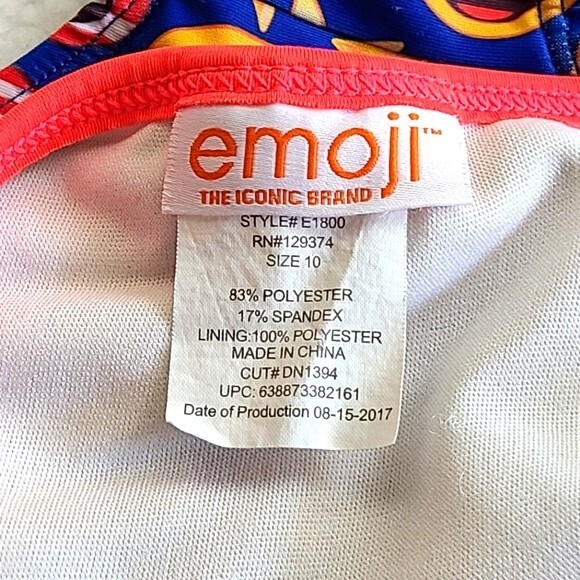 emoji™
THE ICONIC BRAND
STYLE# E1800
RN#129374
SIZE 10
83% POLYESTER
17% SPANDEX
LINING:100% POLYESTER
MADE IN CHINA
CUT# DN1394
UPC: 638873382161
Date of Production 08-15-2017